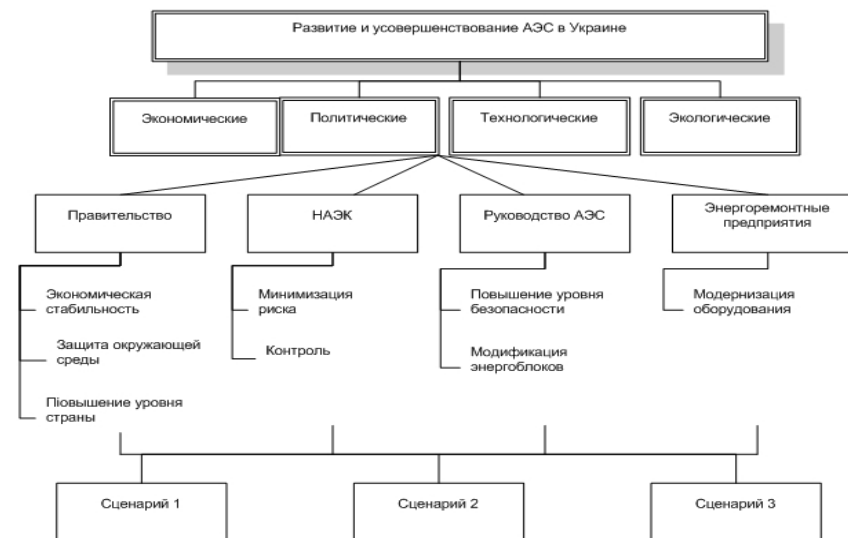 Развитие и усовершенствование АЭС в Украине
Экономические
Политические
Технологические
Экологические
Правительство
НАЭК
Руководство АЭС
Энергоремонтные
предприятия
Экономическая
стабильность
Защита окружающей
среды
Піовышение уровня
страны
Минимизация
риска
Контроль
Повышение уровня
безопасности
Модификация
энергоблоков
Модернизация
оборудования
Сценарий 1
Сценарий 2
Сценарий 3